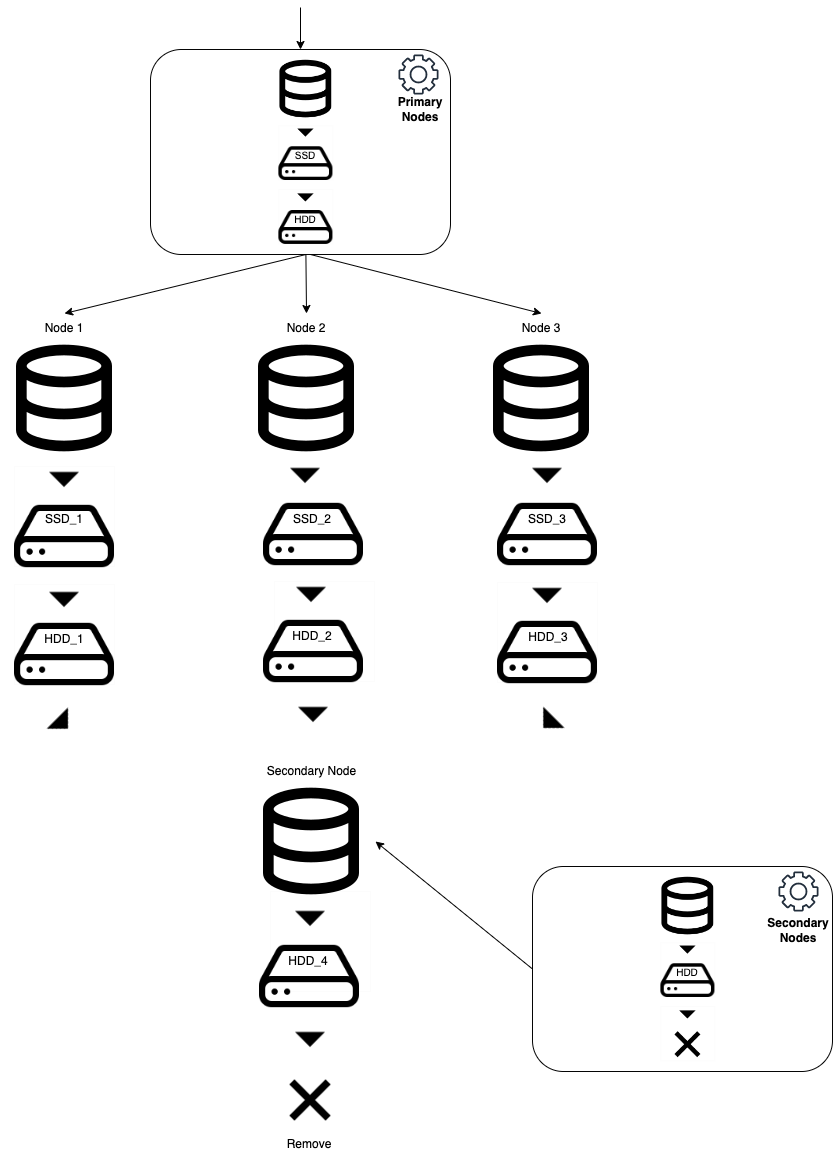 Primary
Nodes
SSD
HDD
Node 1
Node 2
Node 3
SSD_1
SSD_2
SSD_3
HDD_1
HDD_2
HDD_3
Secondary Node
Secondary
Nodes
HDD_4
HDD
Remove